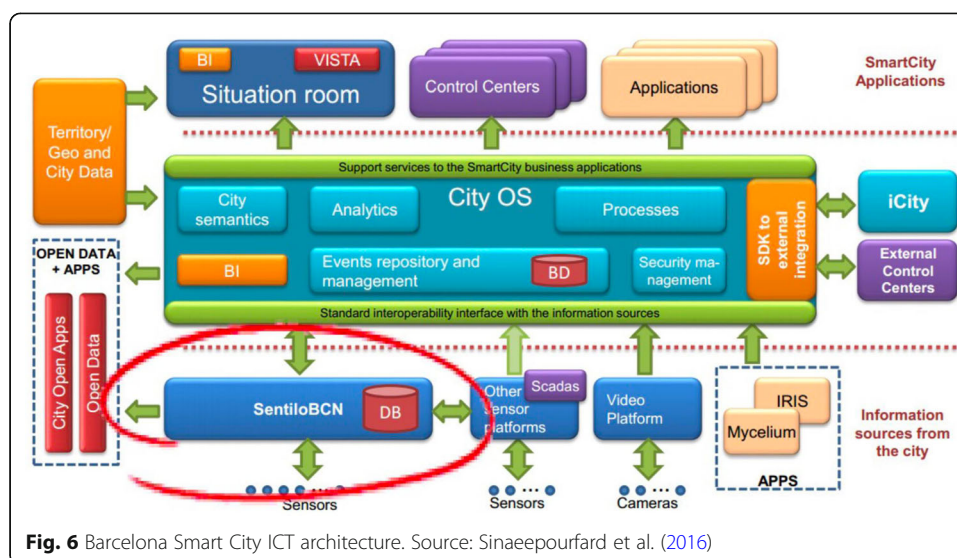 BI
VISTA
Situation room
Control Centers
Applications
SmartCity
Applications
Territory/
Geo and
City Data
Support services to the SmartCity business applications
City OS
City
semantics
Analytics
Processes
BI
Events repository and
management
BD
Security ma-
nagement
SDK to
external
integration
iCity
External
Control
Centers
Standard interoperability interface with the information sources
OPEN DATA
+ APPS
City Open Apps
Open Data
SentiloBCN
DB
Other
sensor
platforms
Scadas
Video
Platform
IRIS
Mycelium
APPS
Information
sources from
the city
Sensors
Sensors
Cameras
Fig. 6 Barcelona Smart City ICT architecture. Source: Sinaeepourfard et al. (2016)